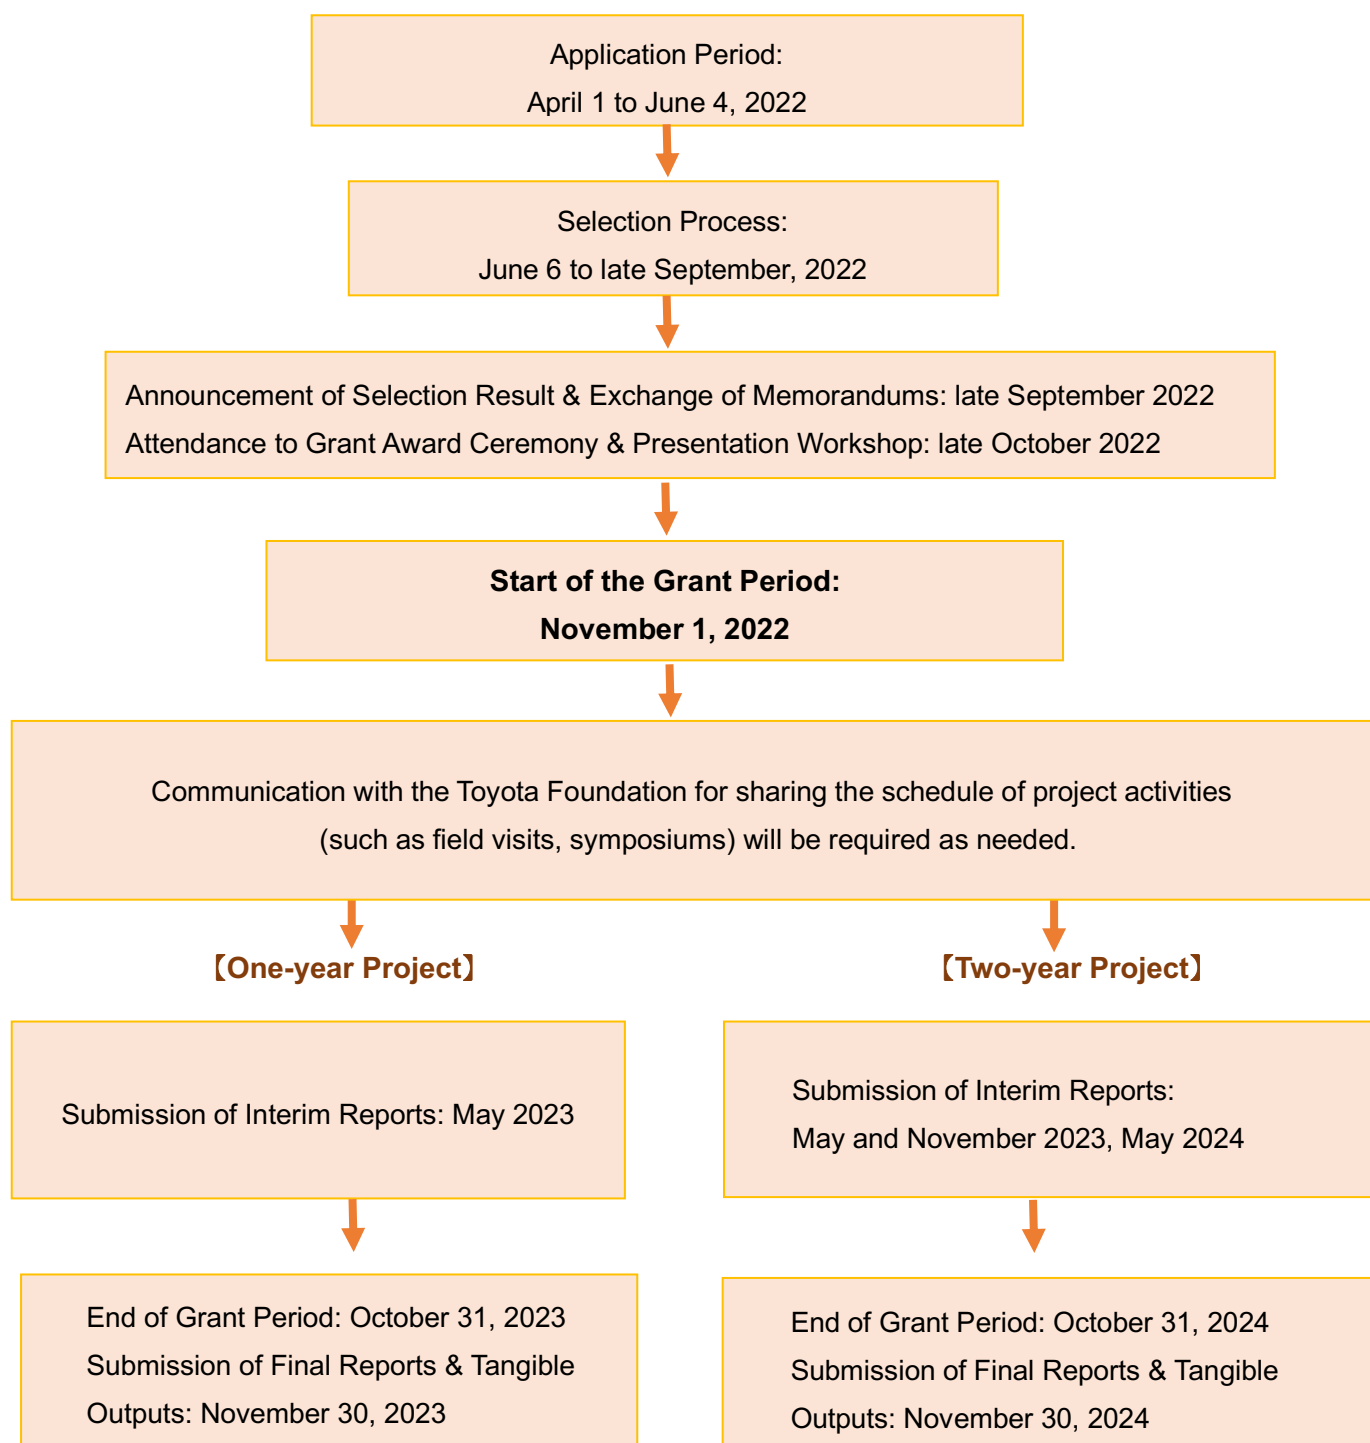 Application Period:
April 1 to June 4, 2022
Selection Process:
June 6 to late September, 2022
Announcement of Selection Result & Exchange of Memorandums: late September 2022
Attendance to Grant Award Ceremony & Presentation Workshop: late October 2022
Start of the Grant Period:
November 1, 2022
Communication with the Toyota Foundation for sharing the schedule of project activities
(such as field visits, symposiums) will be required as needed.
【One-year Project】
Submission of Interim Reports: May 2023
End of Grant Period: October 31, 2023
Submission of Final Reports & Tangible
Outputs: November 30, 2023
【Two-year Project】
Submission of Interim Reports:
May and November 2023, May 2024
End of Grant Period: October 31, 2024
Submission of Final Reports & Tangible
Outputs: November 30, 2024